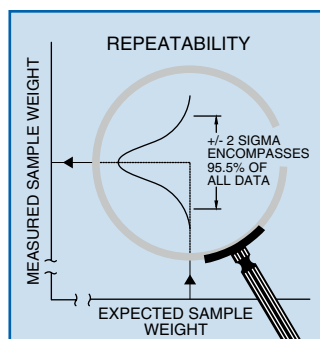 REPEATABILITY
+/- 2 SIGMA
ENCOMPASSES
95.5% OF
ALL DATA
MEASURED SAMPLE WEIGHT
EXPECTED SAMPLE
WEIGHT